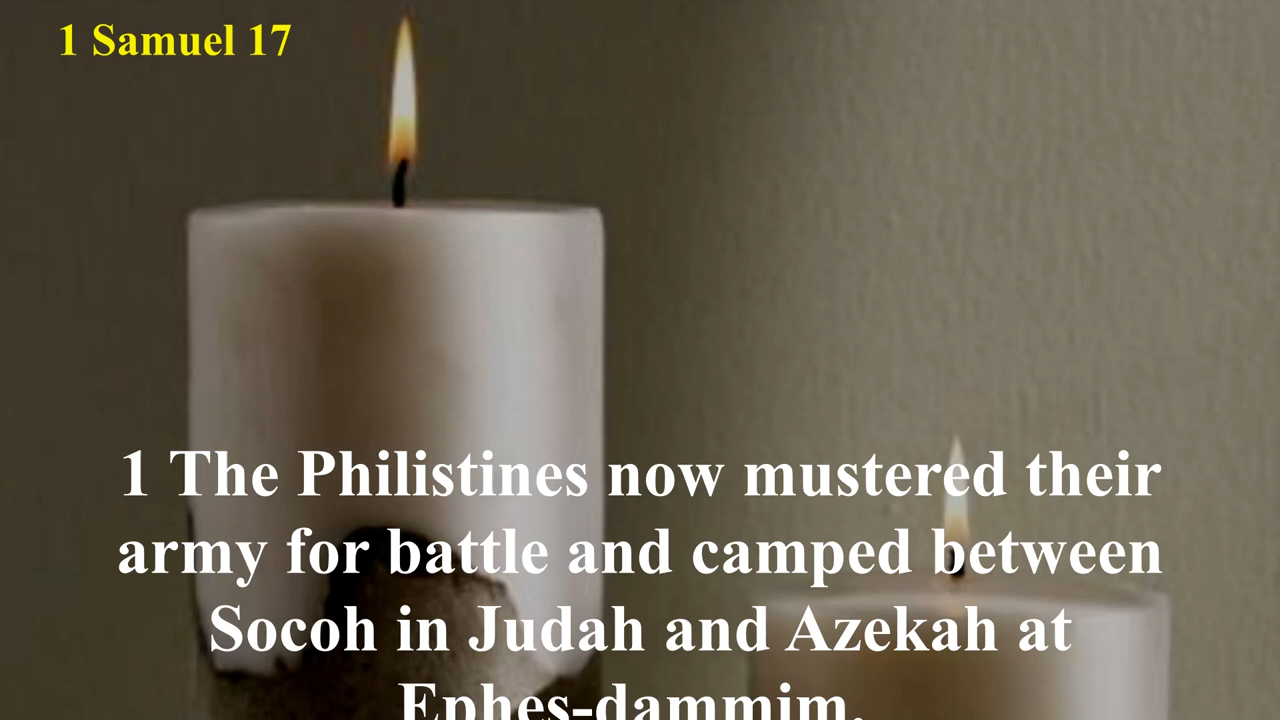 1 Samuel 17
1 The Philistines now mustered their
army for battle and camped between
Socoh in Judah and Azekah at
Ephes-dammim.